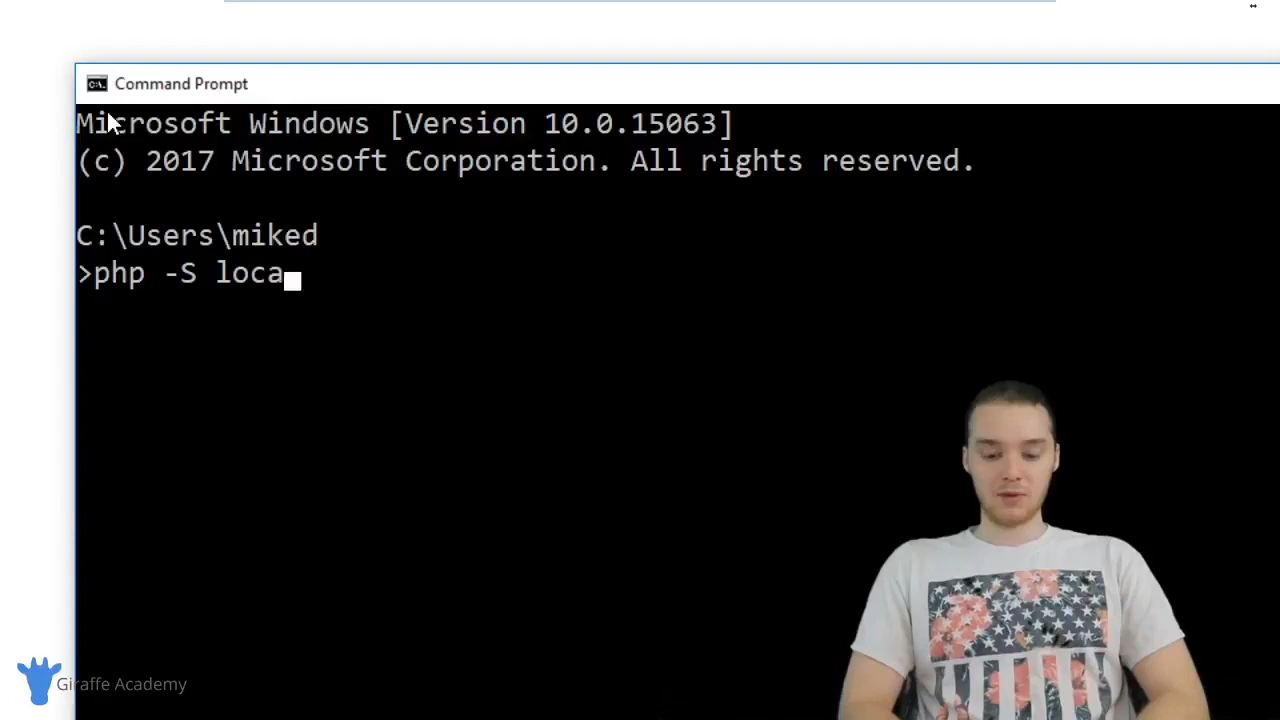 Command Prompt
Microsoft Windows [Version 10.0.15063]
(c) 2017 Microsoft Corporation. All rights reserved.
C:\Users\miked
>php -S loca
Giraffe Academy